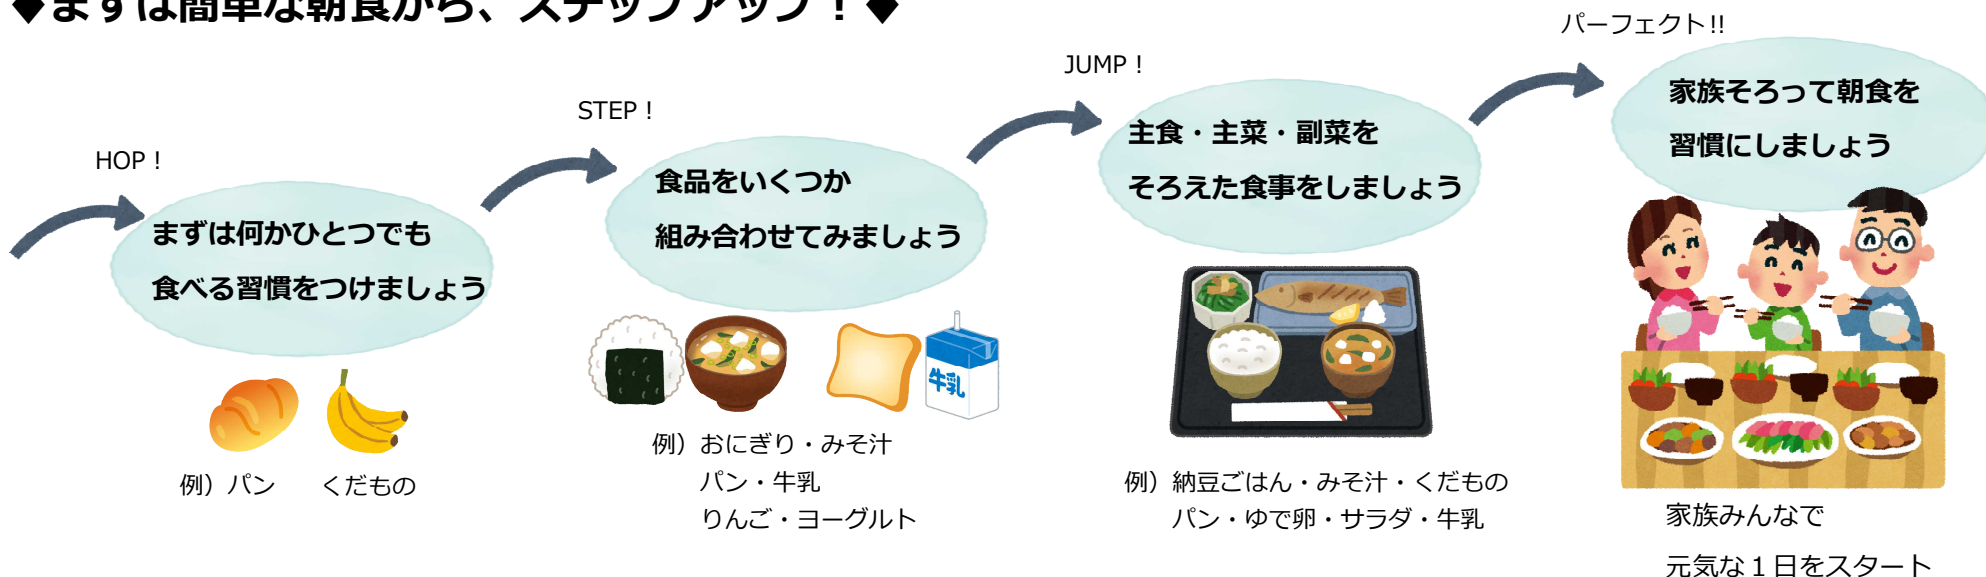 ◆まずは簡単な朝食から、ステップアップ！◆
HOP！
まずは何かひとつでも
食べる習慣をつけましょう
例）パン　　くだもの
STEP！
食品をいくつか
組み合わせてみましょう
牛乳
例）おにぎり・みそ汁
パン・牛乳
りんご・ヨーグルト
JUMP！
主食・主菜・副菜を
そろえた食事をしましょう
例）納豆ごはん・みそ汁・くだもの
パン・ゆで卵・サラダ・牛乳
パーフェクト!!
家族そろって朝食を
習慣にしましょう
家族みんなで
元気な１日をスタート